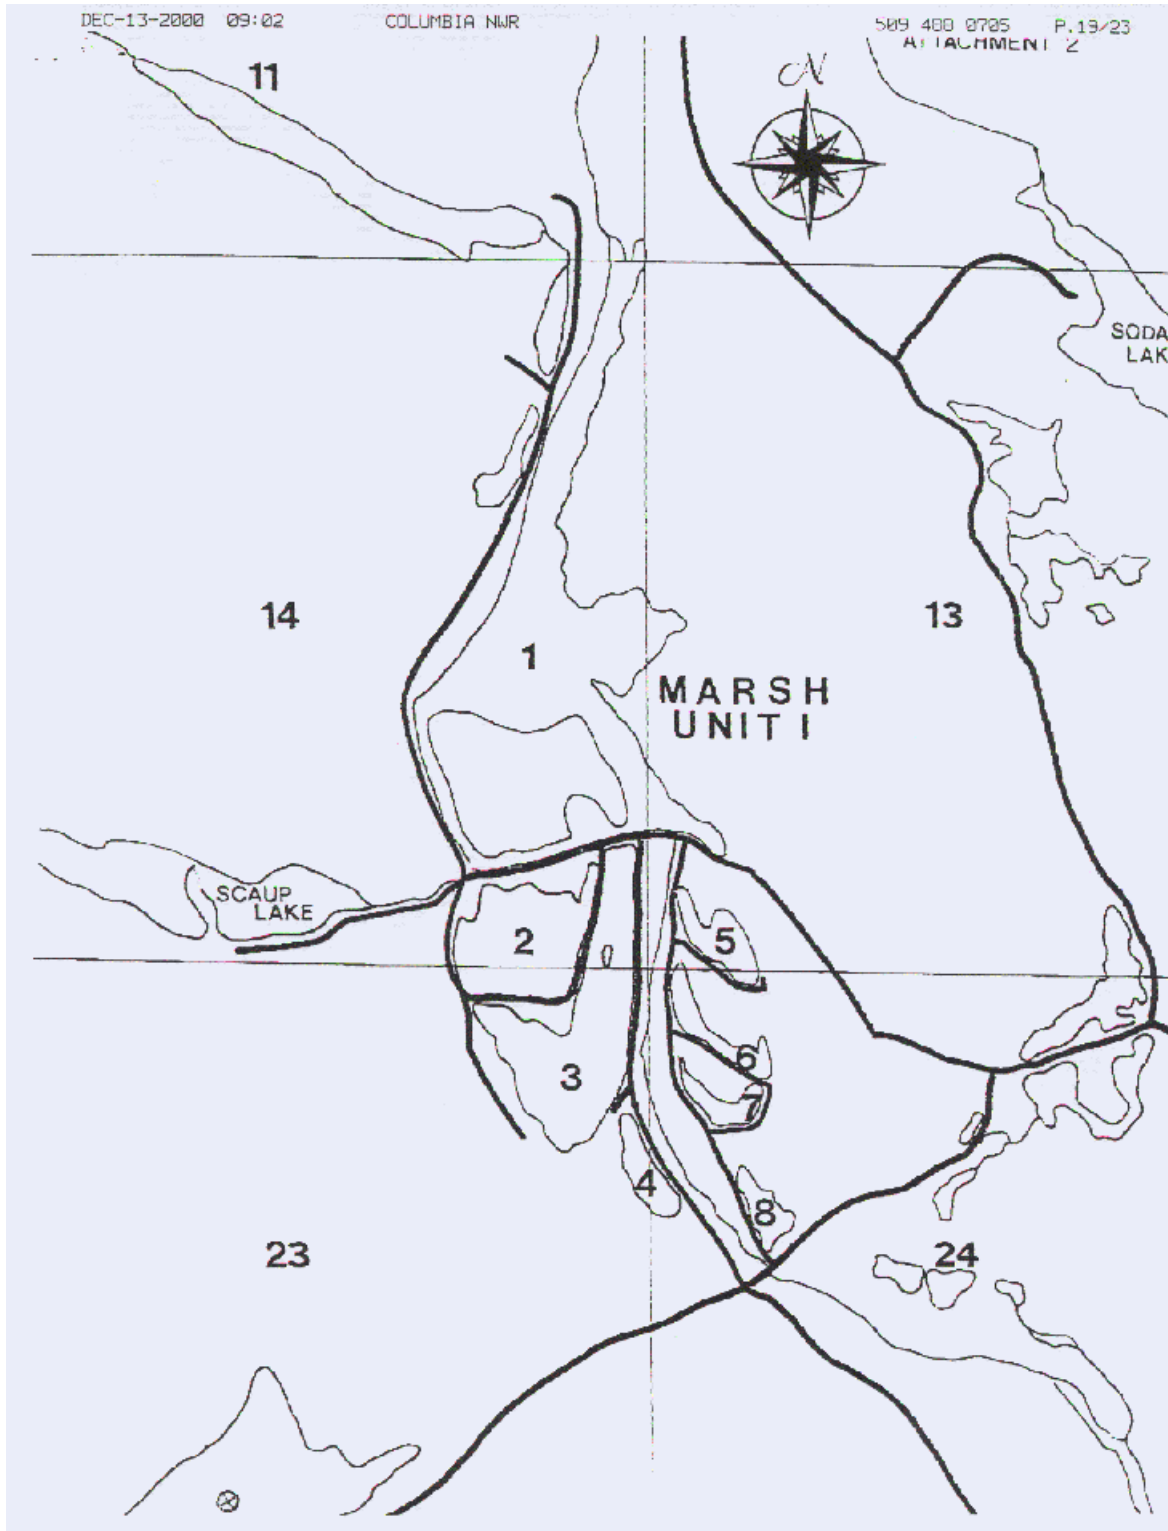 DEC-13-2000 09:02 COLUMBIA NWR 509 488 0705 P.19/23
ATTACHMENT 2
N
11
SODA
LAK
14
13
1
MARSH
UNIT I
SCAUP
LAKE
2
5
3
6
7
4
8
23
24